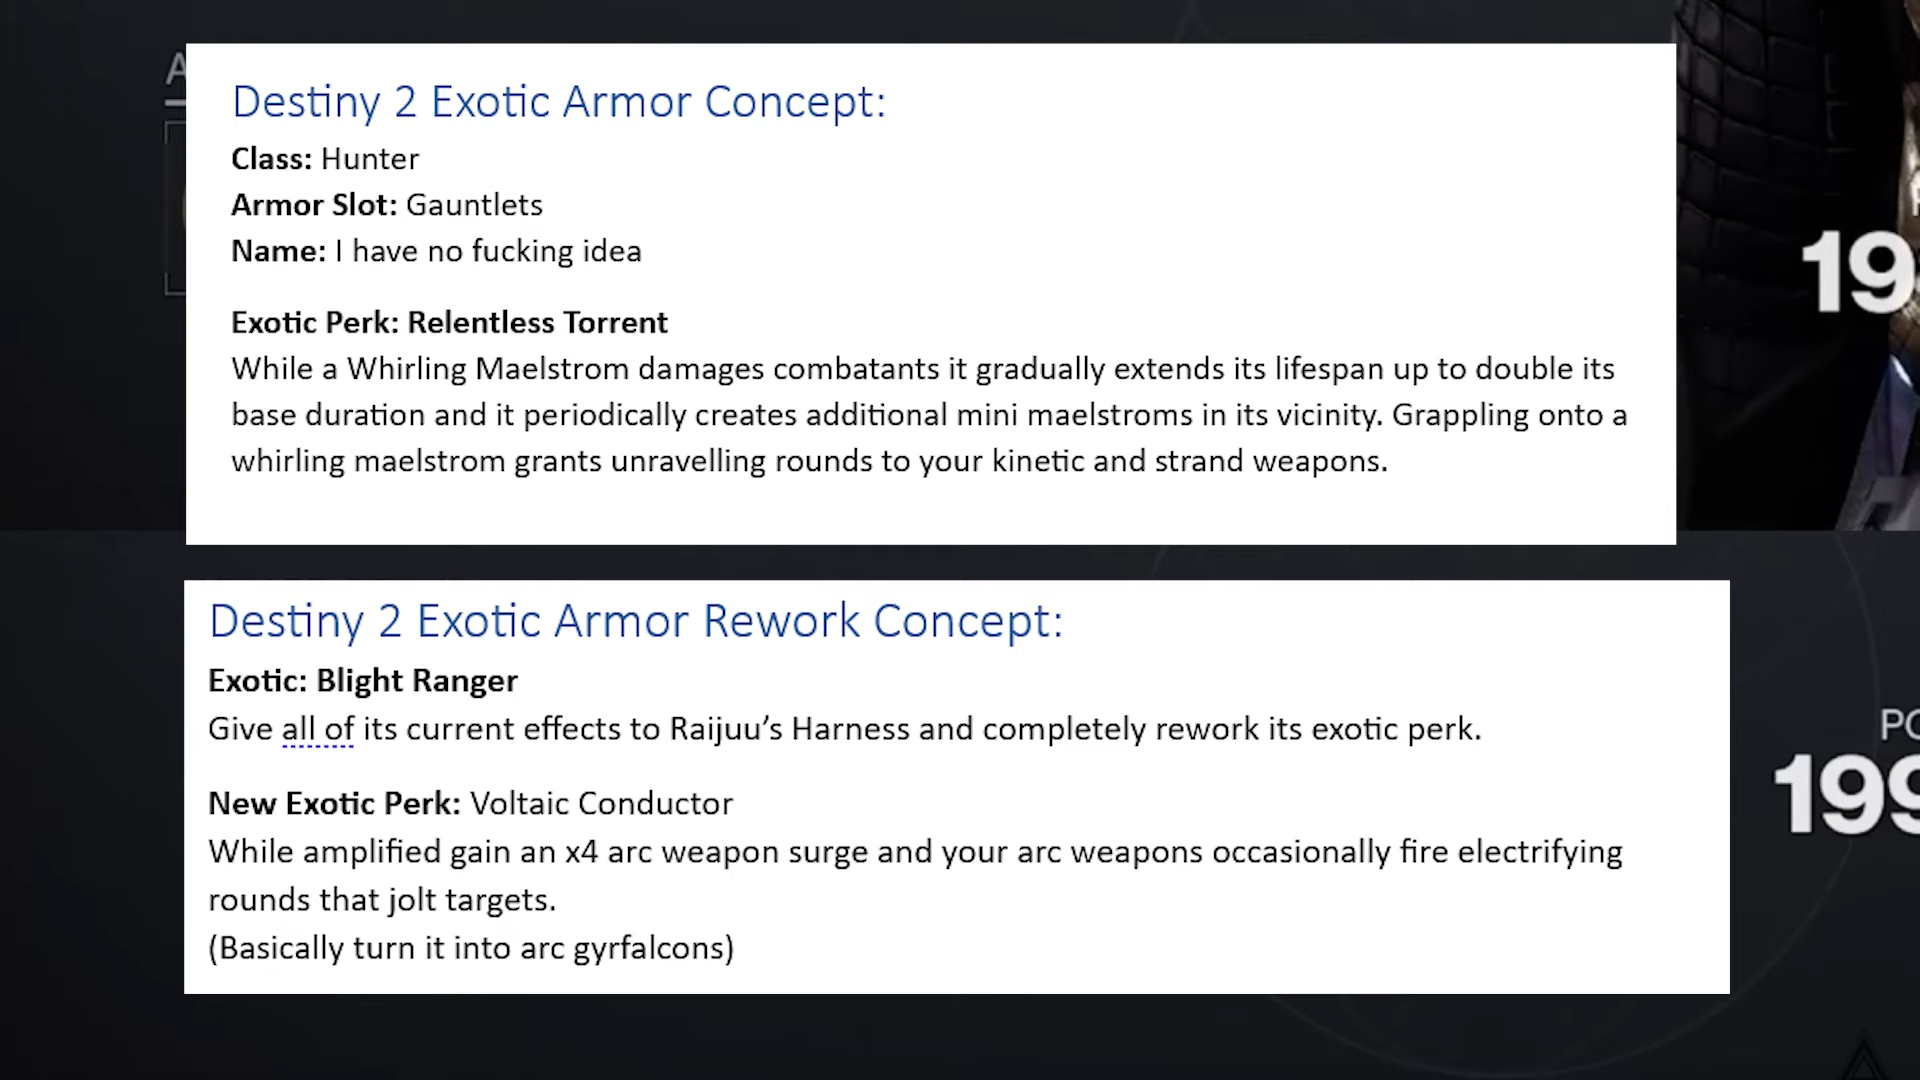 A
Destiny 2 Exotic Armor Concept:
Class: Hunter
Armor Slot: Gauntlets
Name: I have no fucking idea
Exotic Perk: Relentless Torrent
While a Whirling Maelstrom damages combatants it gradually extends its lifespan up to double its
base duration and it periodically creates additional mini maelstroms in its vicinity. Grappling onto a
whirling maelstrom grants unravelling rounds to your kinetic and strand weapons.
19
Destiny 2 Exotic Armor Rework Concept:
Exotic: Blight Ranger
Give all of its current effects to Raijuu’s Harness and completely rework its exotic perk.
New Exotic Perk: Voltaic Conductor
While amplified gain an x4 arc weapon surge and your arc weapons occasionally fire electrifying
rounds that jolt targets.
(Basically turn it into arc gyrfalcons)
PO
199